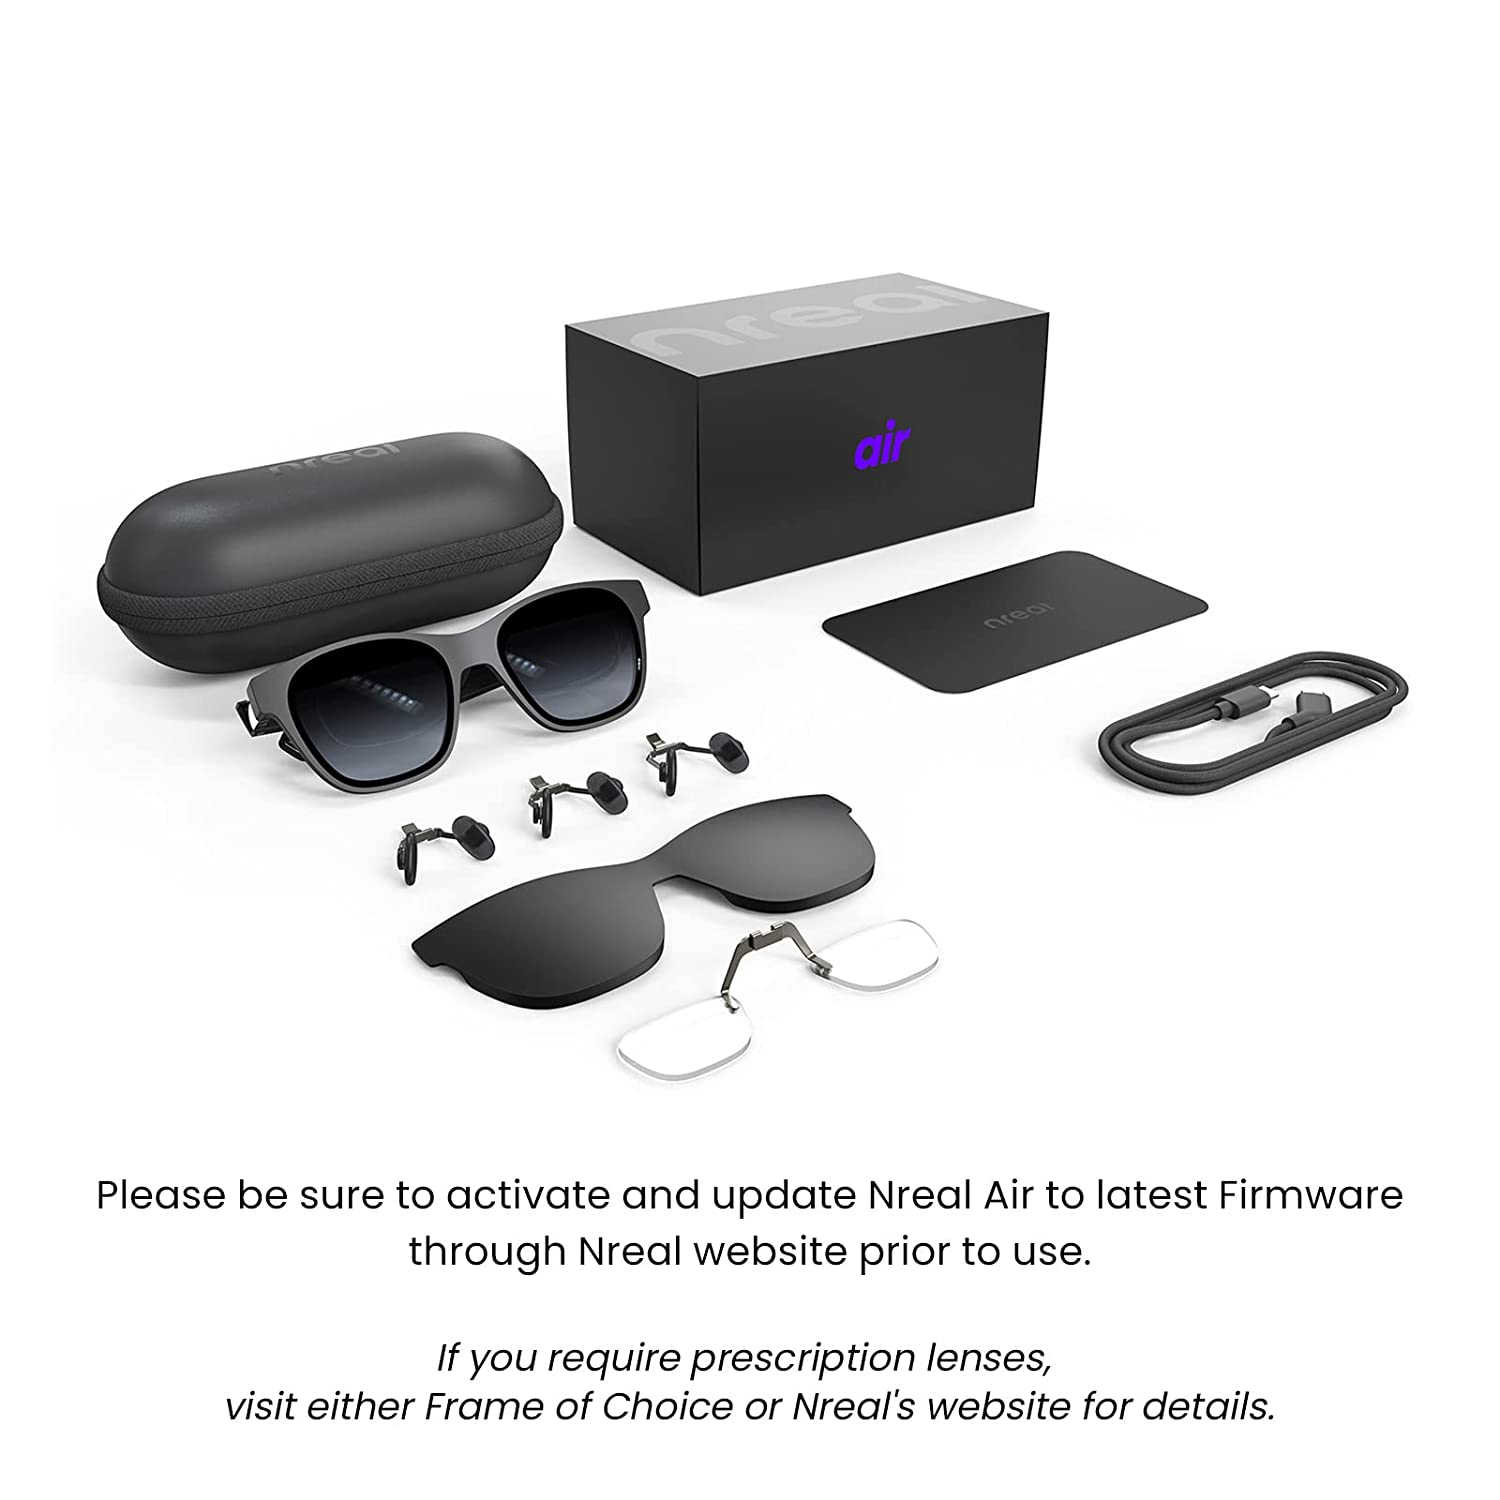 nreal
nreal
air
nreal
Please be sure to activate and update Nreal Air to latest Firmware
through Nreal website prior to use.
If you require prescription lenses,
visit either Frame of Choice or Nreal's website for details.